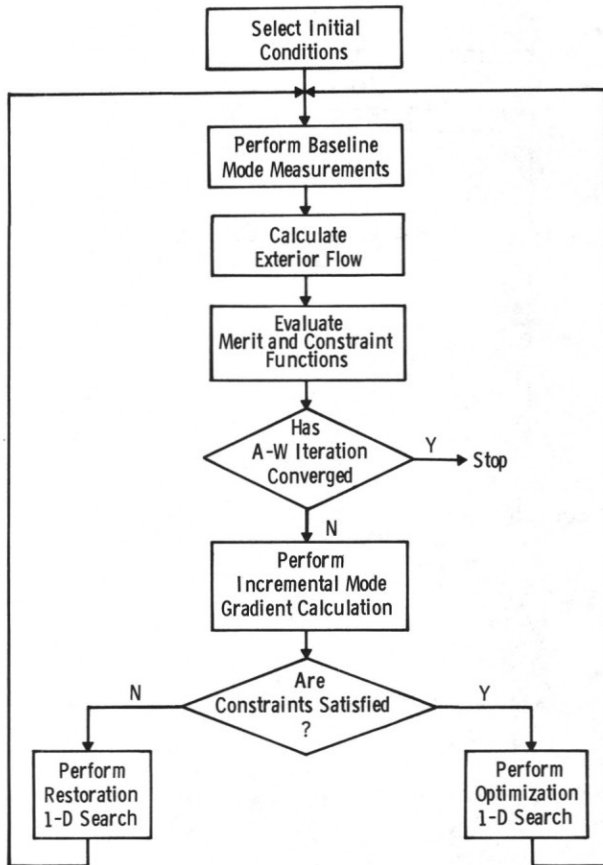 Select Initial
Conditions
Perform Baseline
Mode Measurements
Calculate
Exterior Flow
Evaluate
Merit and Constraint
Functions
Has
A-W Iteration
Converged
Y
Stop
N
Perform
Incremental Mode
Gradient Calculation
Are
Constraints Satisfied
?
N
Y
Perform
Restoration
1-D Search
Perform
Optimization
1-D Search